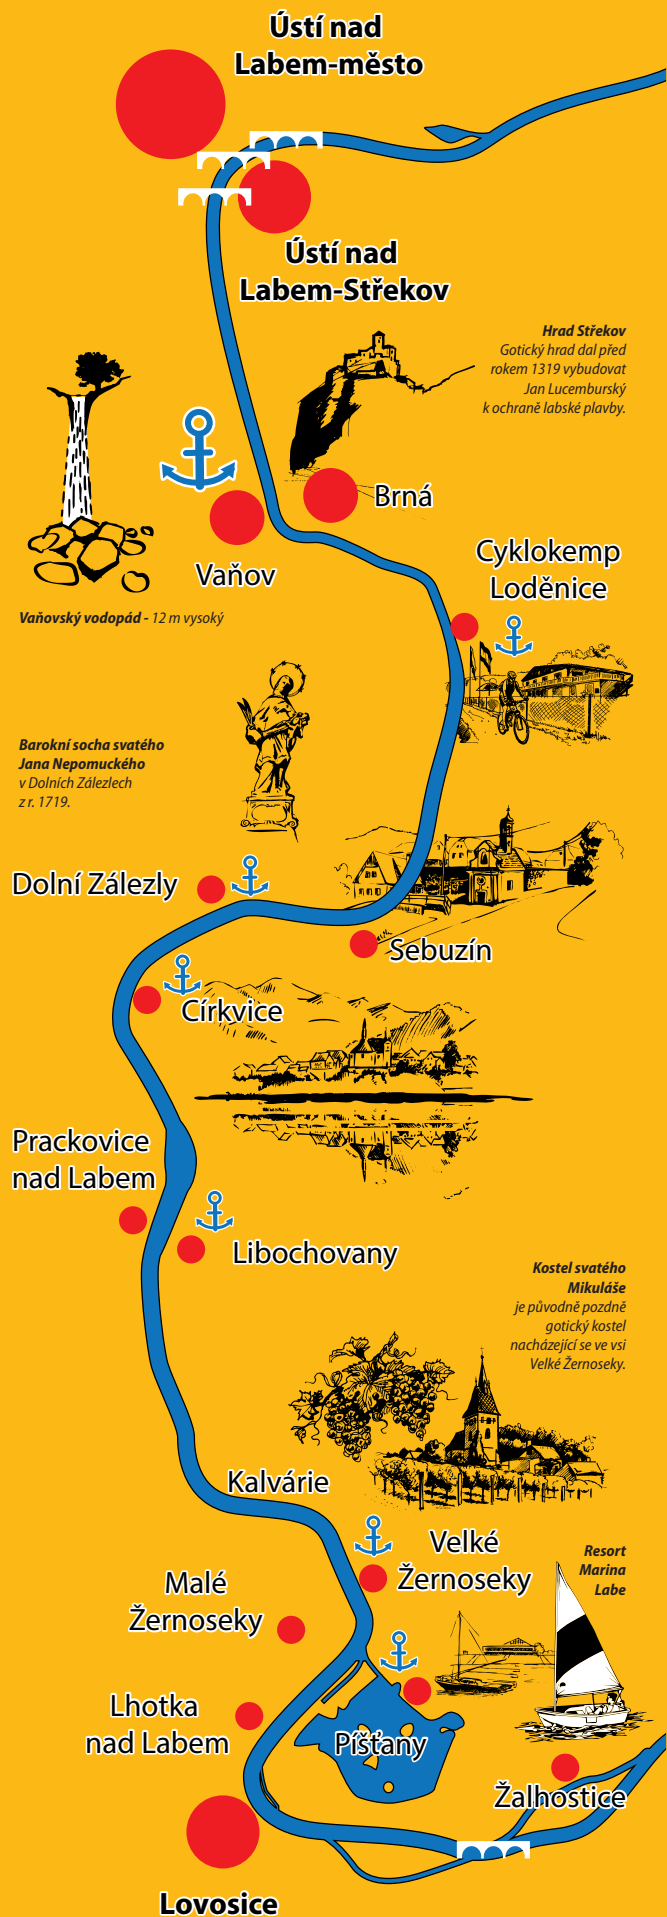 Ústí nad
Labem-město
Ústí nad
Labem-Střekov
Hrad Střekov
Gotický hrad dal před
rokem 1319 vybudovat
Jan Lucemburský
k ochraně labské plavby.
Brná
Vaňov
Cyklokemp
Loděnice
Vaňovský vodopád - 12 m vysoký
Barokní socha svatého
Jana Nepomuckého
v Dolních Zálezlech
z r. 1719.
Dolní Zálezly
Sebuzín
Církvice
Prackovice
nad Labem
Libochovany
Kostel svatého
Mikuláše
je původně pozdně
gotický kostel
nacházející se ve vsi
Velké Žernoseky.
Kalvárie
Velké
Žernoseky
Resort
Marina
Labe
Malé
Žernoseky
Lhotka
nad Labem
Píšťany
Žalhostice
Lovosice